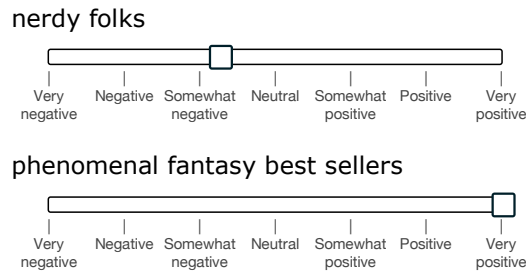 nerdy folks
Very negative Negative Somewhat negative Neutral Somewhat positive Positive Very positive
phenomenal fantasy best sellers
Very negative Negative Somewhat negative Neutral Somewhat positive Positive Very positive